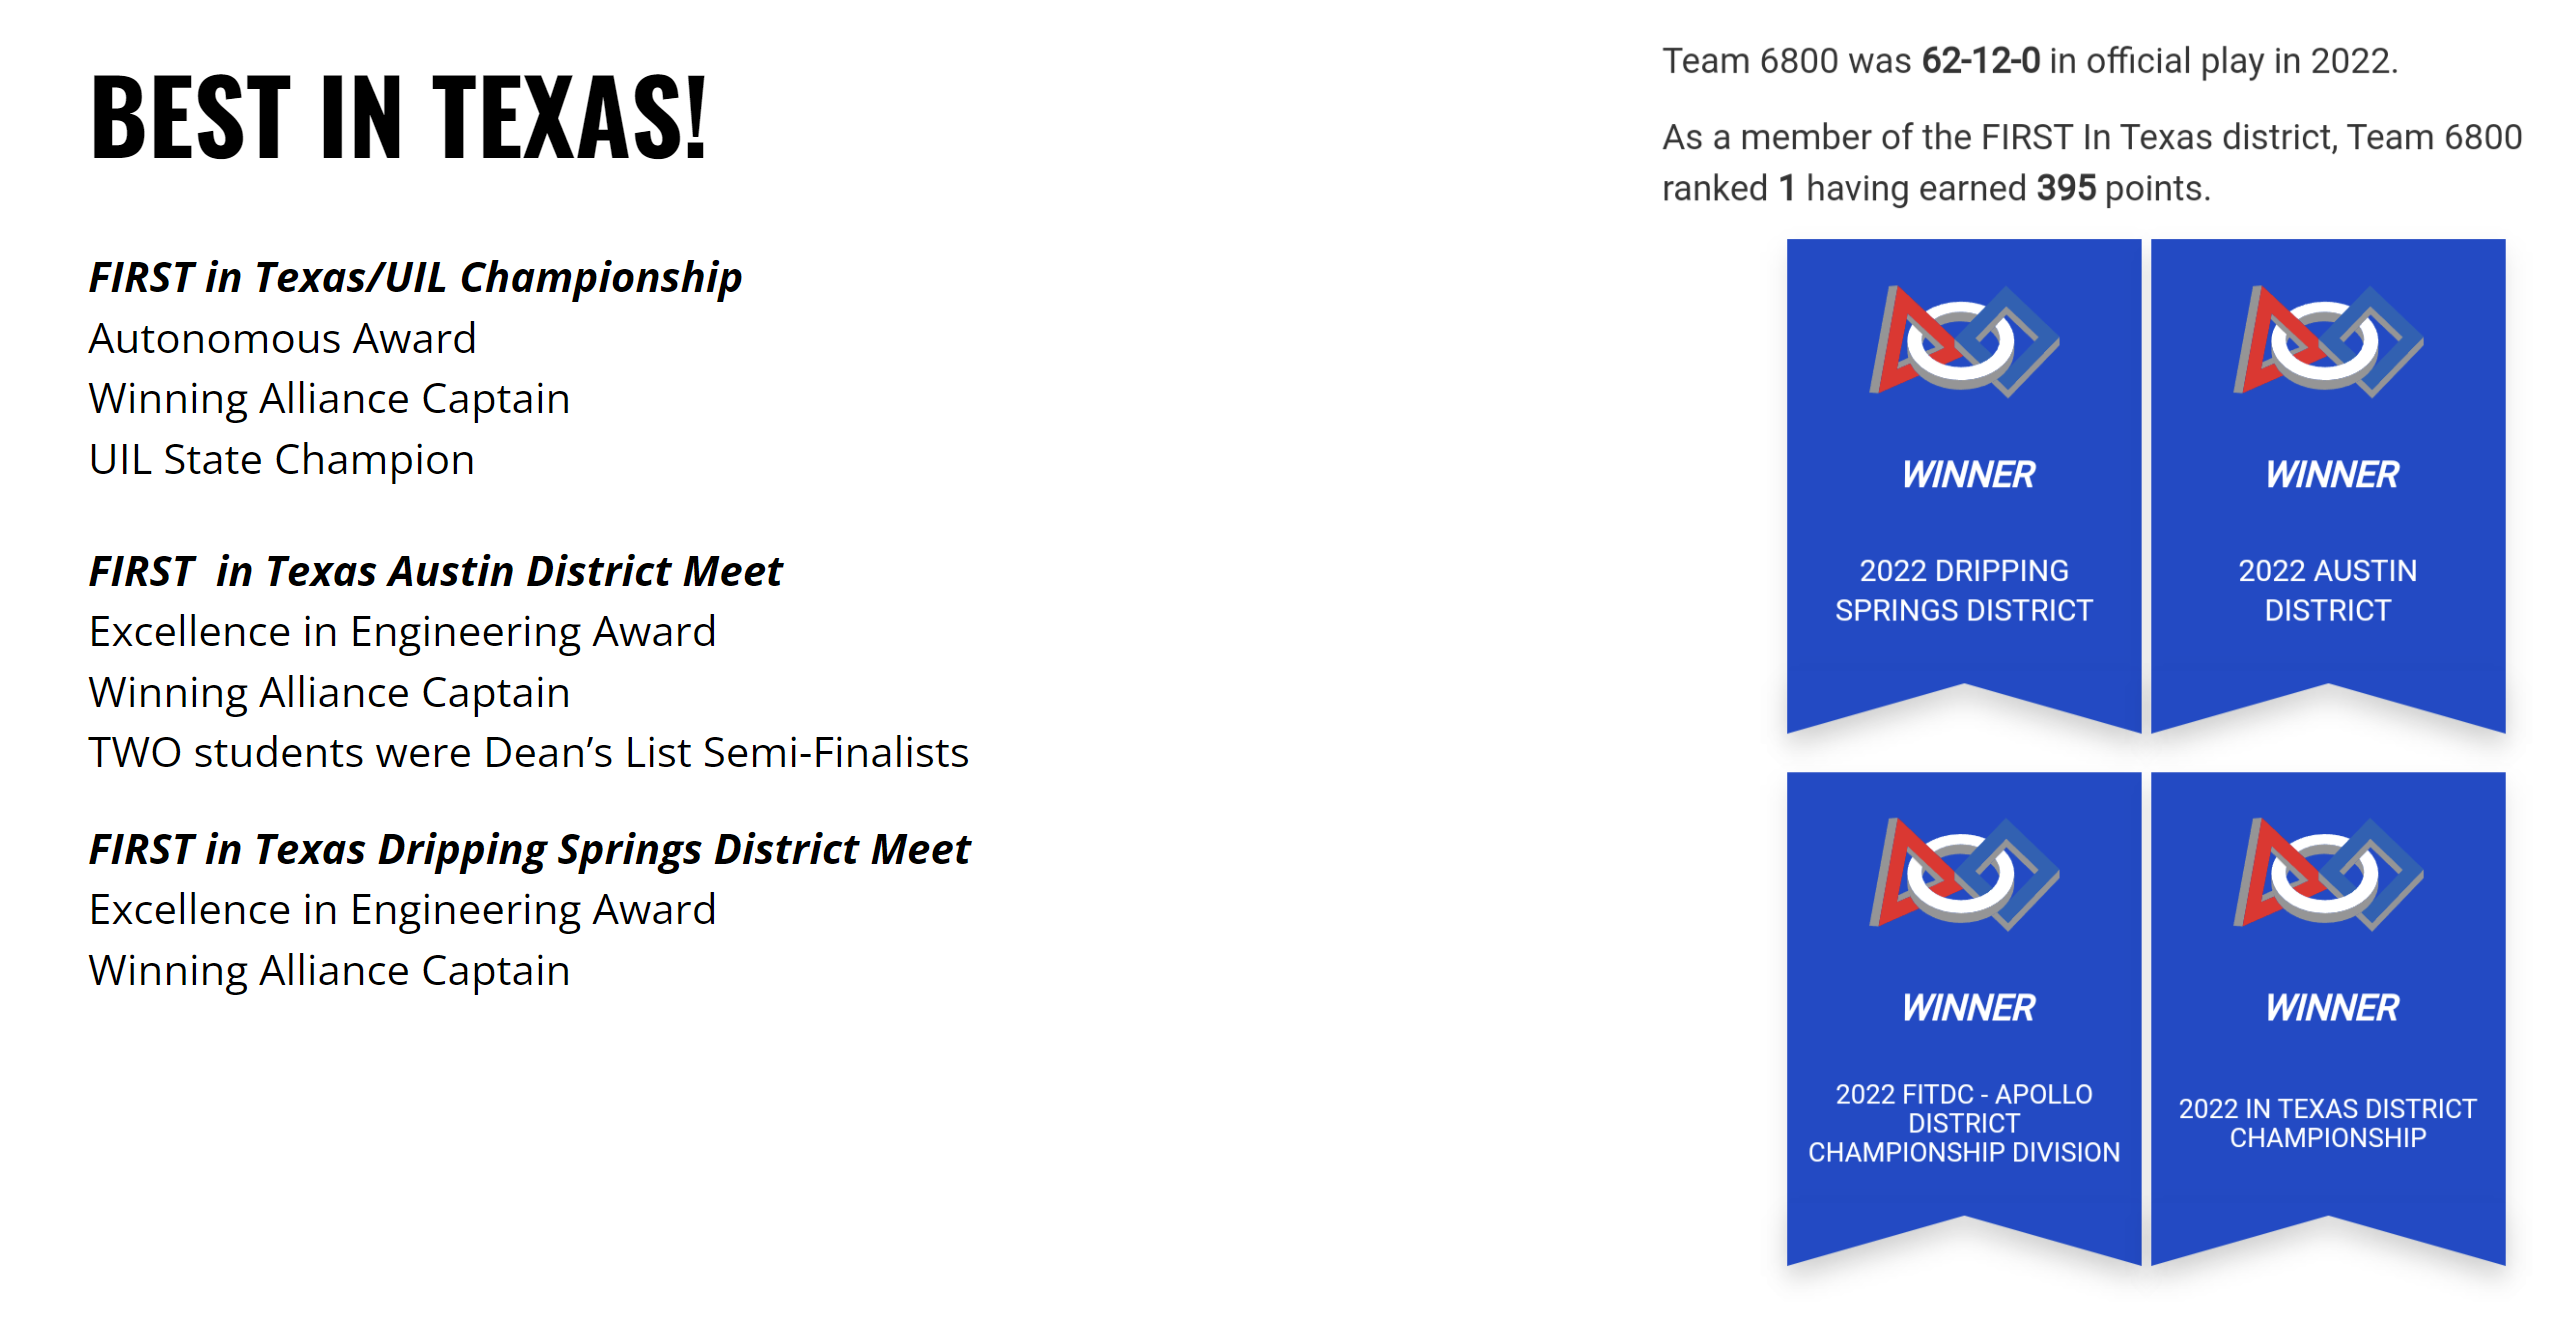 BEST IN TEXAS!
FIRST in Texas/UIL Championship
Autonomous Award
Winning Alliance Captain
UIL State Champion
FIRST  in Texas Austin District Meet
Excellence in Engineering Award
Winning Alliance Captain
TWO students were Dean’s List Semi-Finalists
FIRST in Texas Dripping Springs District Meet
Excellence in Engineering Award
Winning Alliance Captain
Team 6800 was 62-12-0 in official play in 2022.
As a member of the FIRST In Texas district, Team 6800
ranked 1 having earned 395 points.
WINNER
2022 DRIPPING
SPRINGS DISTRICT
WINNER
2022 AUSTIN
DISTRICT
WINNER
2022 FITDC - APOLLO
DISTRICT
CHAMPIONSHIP DIVISION
WINNER
2022 IN TEXAS DISTRICT
CHAMPIONSHIP